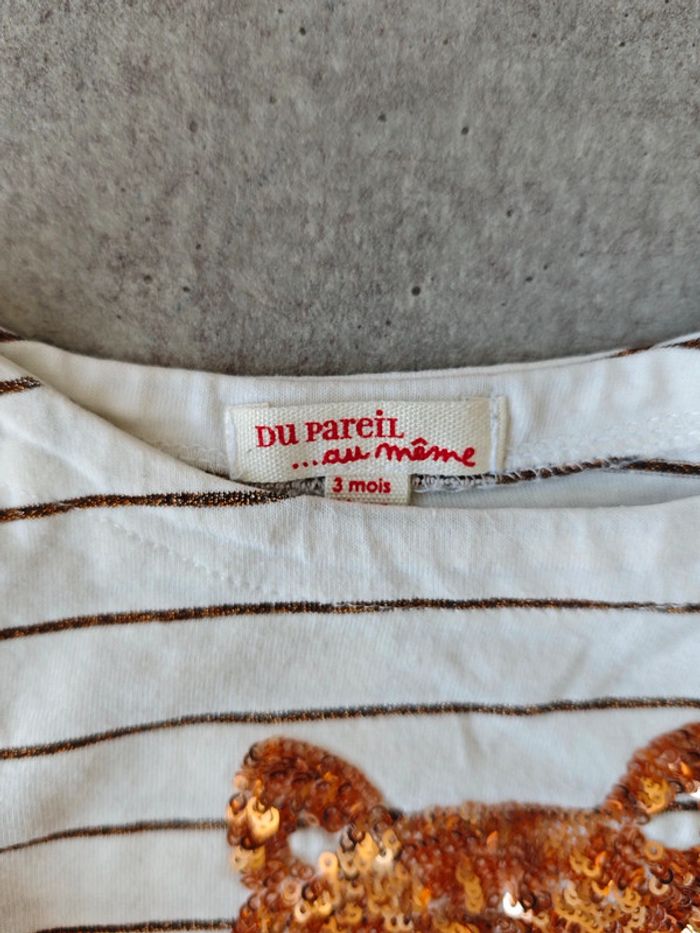 DU PAREIL
...au même
3 mois